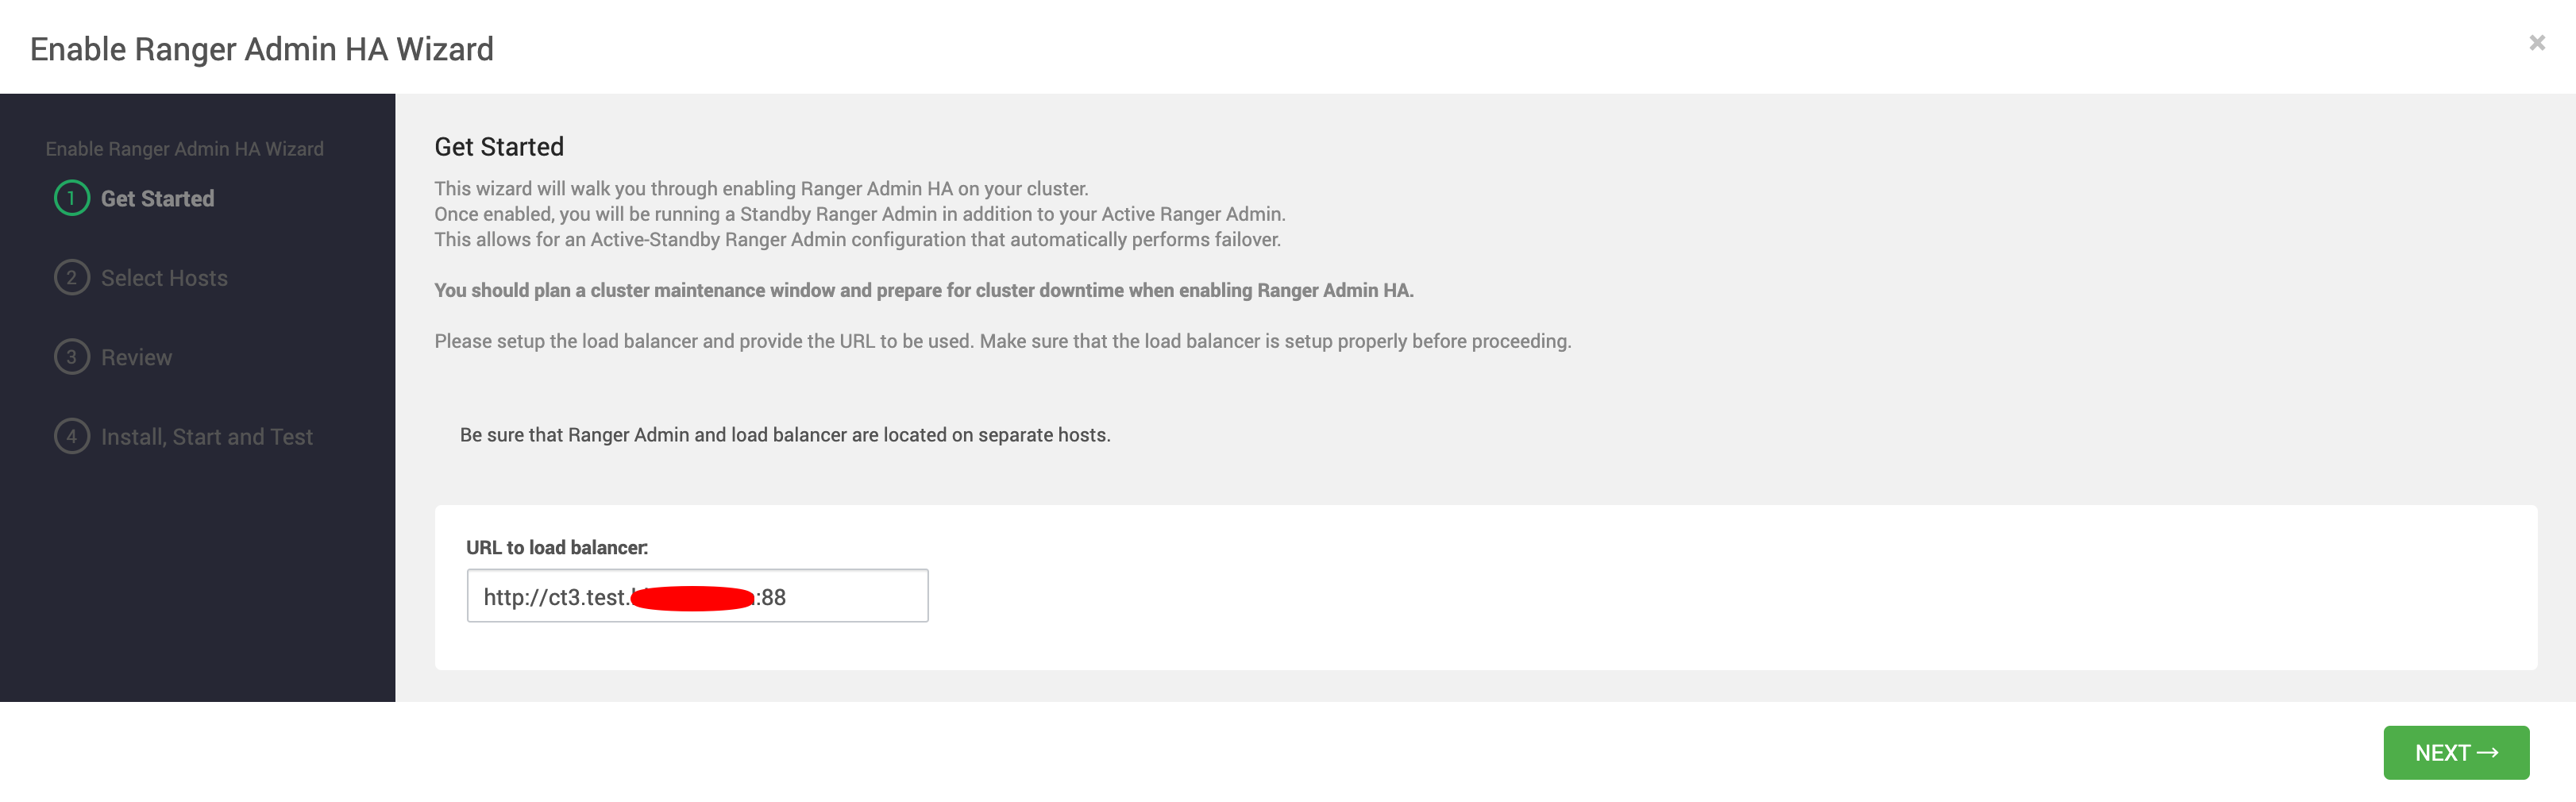 Enable Ranger Admin HA Wizard
×
Enable Ranger Admin HA Wizard
1 Get Started
2 Select Hosts
3 Review
4 Install, Start and Test
Get Started
This wizard will walk you through enabling Ranger Admin HA on your cluster.
Once enabled, you will be running a Standby Ranger Admin in addition to your Active Ranger Admin.
This allows for an Active-Standby Ranger Admin configuration that automatically performs failover.
You should plan a cluster maintenance window and prepare for cluster downtime when enabling Ranger Admin HA.
Please setup the load balancer and provide the URL to be used. Make sure that the load balancer is setup properly before proceeding.
Be sure that Ranger Admin and load balancer are located on separate hosts.
URL to load balancer:
http://ct3.test. :88
NEXT →